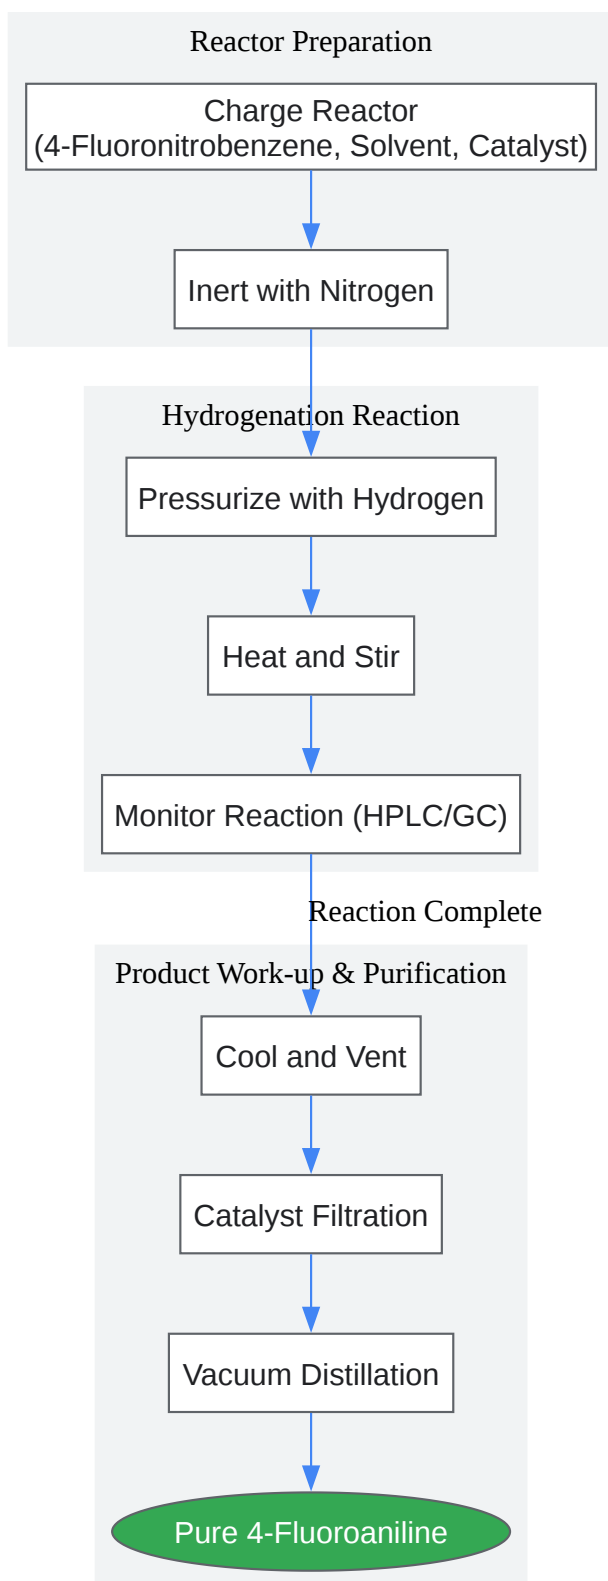 Reactor Preparation
Charge Reactor
(4-Fluoronitrobenzene, Solvent, Catalyst)
Inert with Nitrogen
Hydrogenation Reaction
Pressurize with Hydrogen
Heat and Stir
Monitor Reaction (HPLC/GC)
Reaction Complete
Product Work-up & Purification
Cool and Vent
Catalyst Filtration
Vacuum Distillation
Pure 4-Fluoroaniline